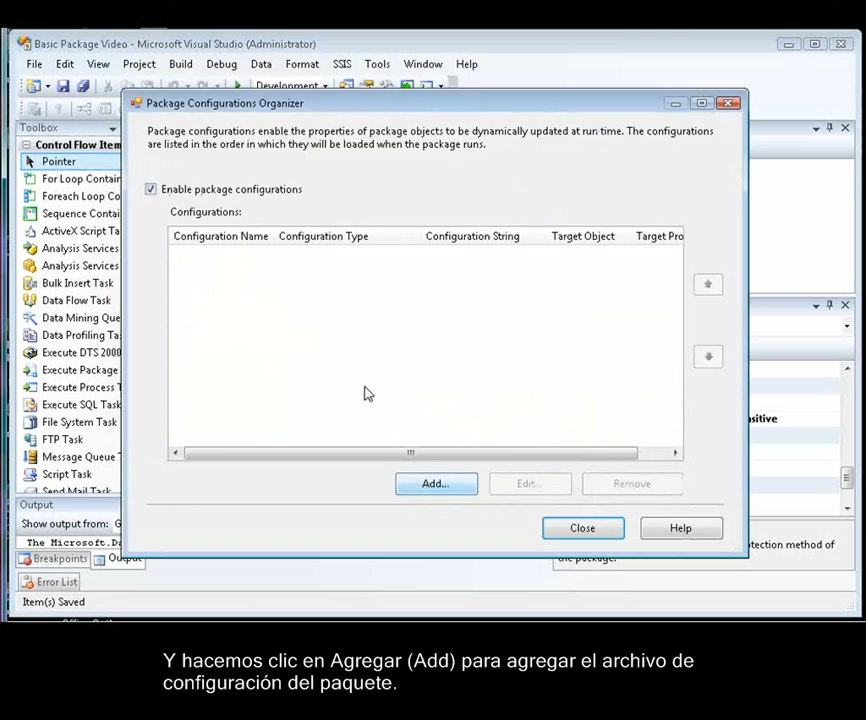 Basic Package Video - Microsoft Visual Studio (Administrator)
File Edit View Project Build Debug Data Format SSIS Tools Window Help
Development
Toolbox
Control Flow Item
Pointer
For Loop Contain
Foreach Loop Co
Sequence Contai
ActiveX Script Ta
Analysis Services
Analysis Services
Bulk Insert Task
Data Flow Task
Data Mining Que
Data Profiling Ta
Execute DTS 2000
Execute Package
Execute Process T
Execute SQL Task
File System Task
FTP Task
Message Queue T
Script Task
Send Mail Task
Package Configurations Organizer
Package configurations enable the properties of package objects to be dynamically updated at run time. The configurations
are listed in the order in which they will be loaded when the package runs.
Enable package configurations
Configurations:
Configuration Name Configuration Type Configuration String Target Object Target Pro
Add... Edit... Remove
Close Help
sitive
otection method of
the package.
Output
Show output from: G
The Microsoft.Da
Breakpoints Output
Error List
Item(s) Saved
Y hacemos clic en Agregar (Add) para agregar el archivo de
configuración del paquete.